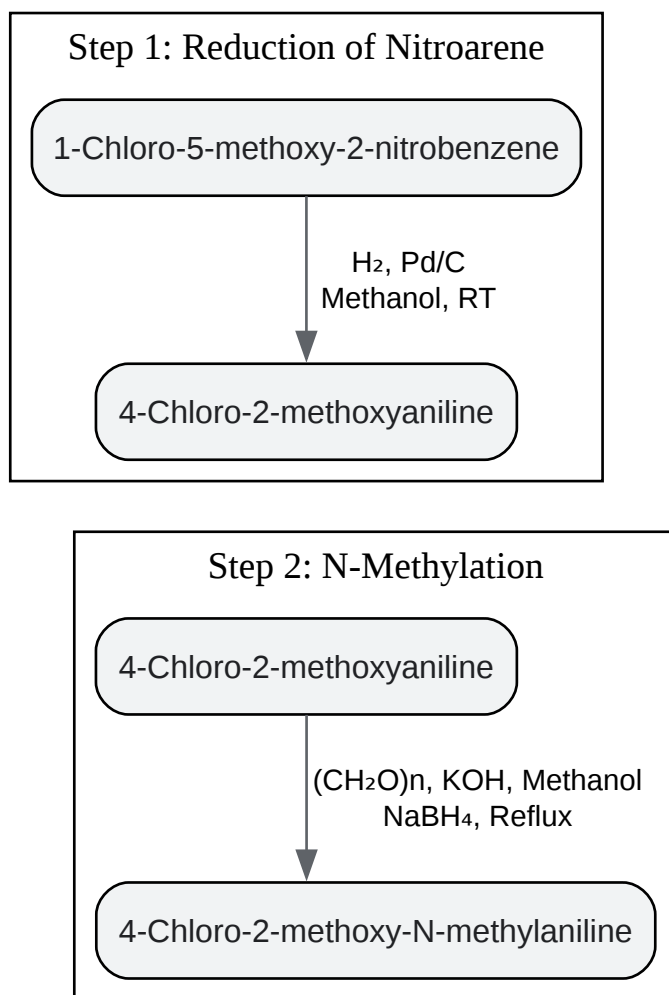 Step 1: Reduction of Nitroarene
1-Chloro-5-methoxy-2-nitrobenzene
H₂, Pd/C
Methanol, RT
4-Chloro-2-methoxyaniline
Step 2: N-Methylation
4-Chloro-2-methoxyaniline
(CH₂O)n, KOH, Methanol
NaBH₄, Reflux
4-Chloro-2-methoxy-N-methylaniline